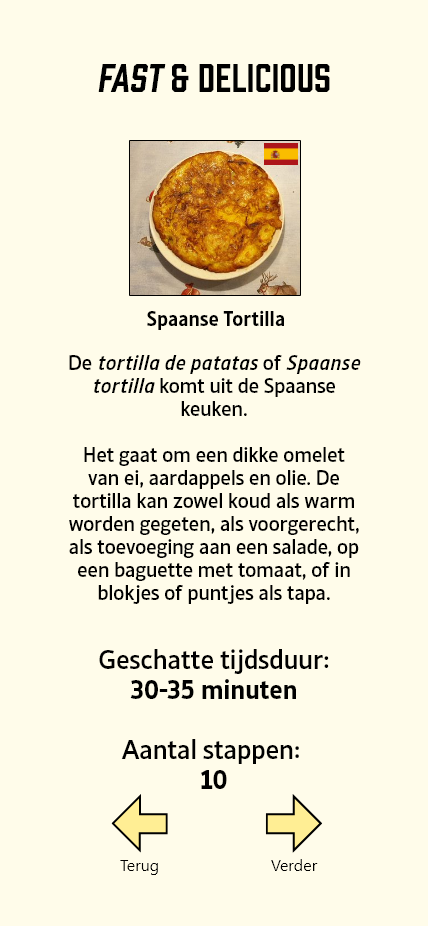 FAST & DELICIOUS
Spaanse Tortilla
De tortilla de patatas of Spaanse
tortilla komt uit de Spaanse
keuken.
Het gaat om een dikke omelet
van ei, aardappels en olie. De
tortilla kan zowel koud als warm
worden gegeten, als voorgerecht,
als toevoeging aan een salade, op
een baguette met tomaat, of in
blokjes of puntjes als tapa.
Geschatte tijdsduur:
30-35 minuten
Aantal stappen:
10
Terug
Verder